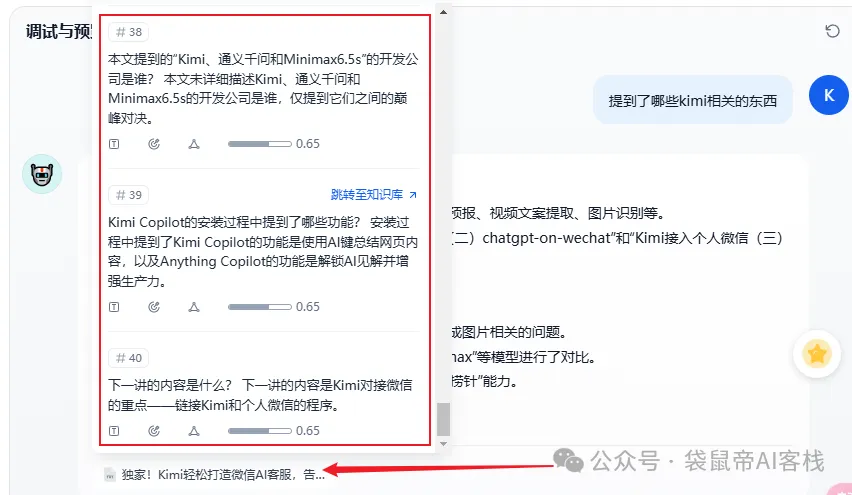 调试与预
# 38
本文提到的“Kimi、通义千问和Minimax6.5s”的开发公
司是谁? 本文未详细描述Kimi、通义千问和
Minimax6.5s的开发公司是谁，仅提到它们之间的巅
峰对决。
0.65
提到了哪些kimi相关的东西
K
# 39
跳转至知识库
Kimi Copilot的安装过程中提到了哪些功能? 安装过
程中提到了Kimi Copilot的功能是使用AI键总结网页内
容，以及Anything Copilot的功能是解锁AI见解并增
强生产力。
0.65
预报、视频文案提取、图片识别等。
（二）chatgpt-on-wechat”和“Kimi接入个人微信（三）
# 40
下一讲的内容是什么? 下一讲的内容是Kimi对接微信
的重点——链接Kimi和个人微信的程序。
0.65
成图片相关的问题。
max”等模型进行了对比。
捞针”能力。
独家！Kimi轻松打造微信AI客服，告...
公众号 · 袋鼠帝AI客栈